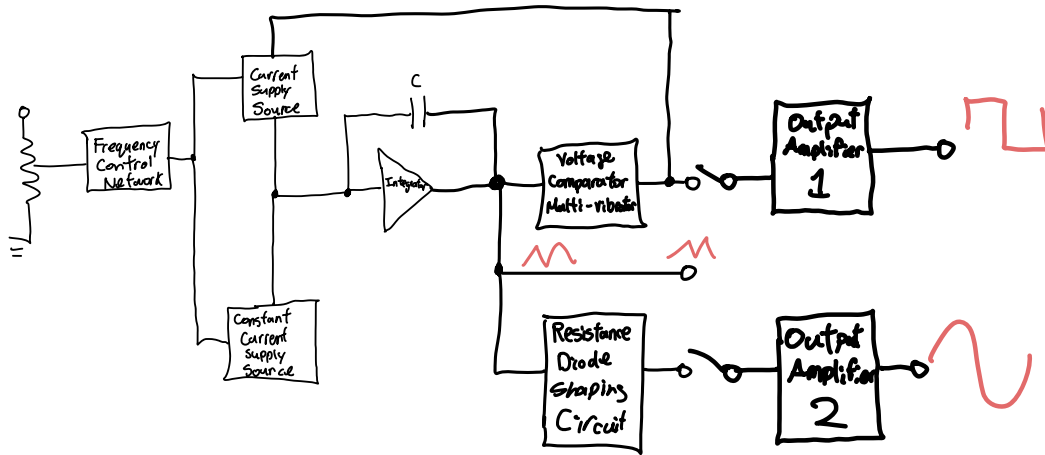 Frequency
Control
Network
Current
Supply
Source
Constant
Current
Supply
Source
C
Integrator
Voltage
Comparator
Multi-vibrator
Output
Amplifier
1
Resistance
Diode
Shaping
Circuit
Output
Amplifier
2